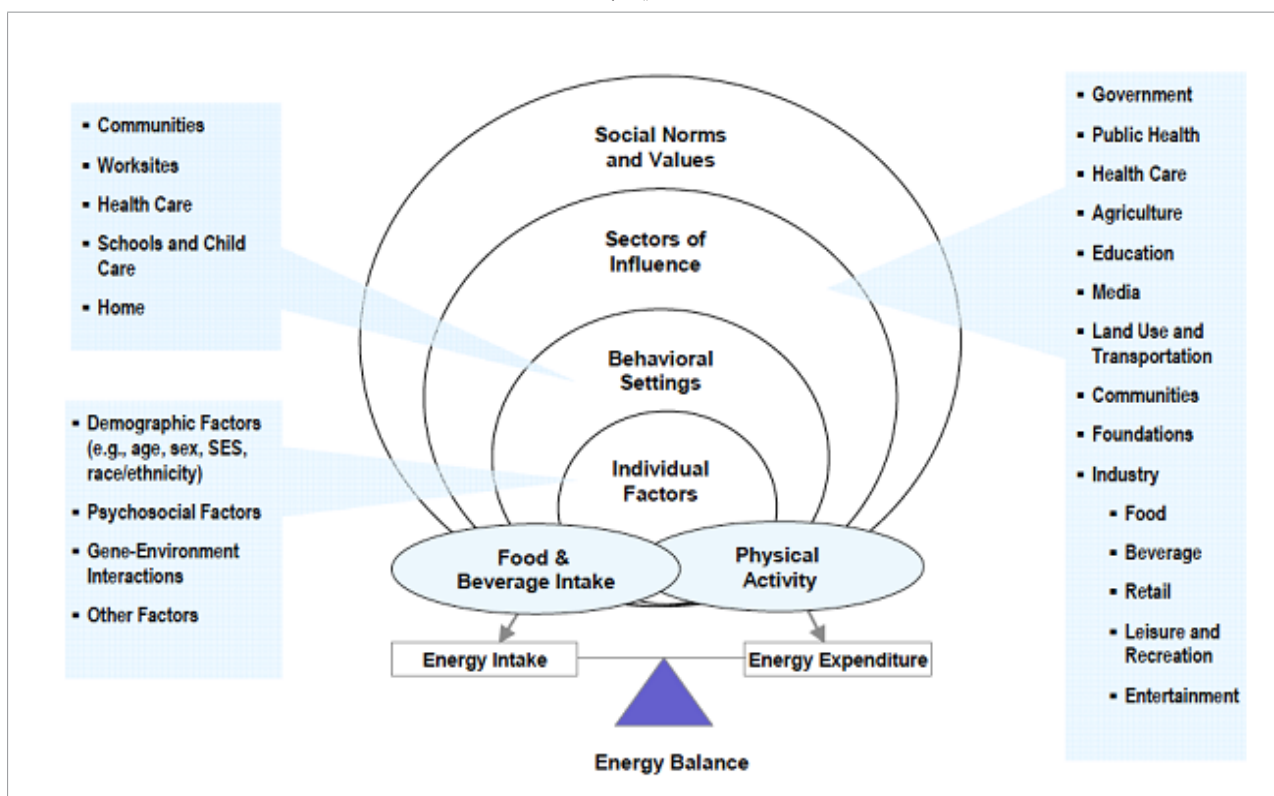 ▪ Communities
▪ Worksites
▪ Health Care
▪ Schools and Child
Care
▪ Home
▪ Demographic Factors
(e.g., age, sex, SES,
race/ethnicity)
▪ Psychosocial Factors
▪ Gene-Environment
Interactions
▪ Other Factors
Social Norms
and Values
Sectors of
Influence
Behavioral
Settings
Individual
Factors
Food &
Beverage Intake
Physical
Activity
Energy Intake
Energy Expenditure
Energy Balance
▪ Government
▪ Public Health
▪ Health Care
▪ Agriculture
▪ Education
▪ Media
▪ Land Use and
Transportation
▪ Communities
▪ Foundations
▪ Industry
▪ Food
▪ Beverage
▪ Retail
▪ Leisure and
Recreation
▪ Entertainment